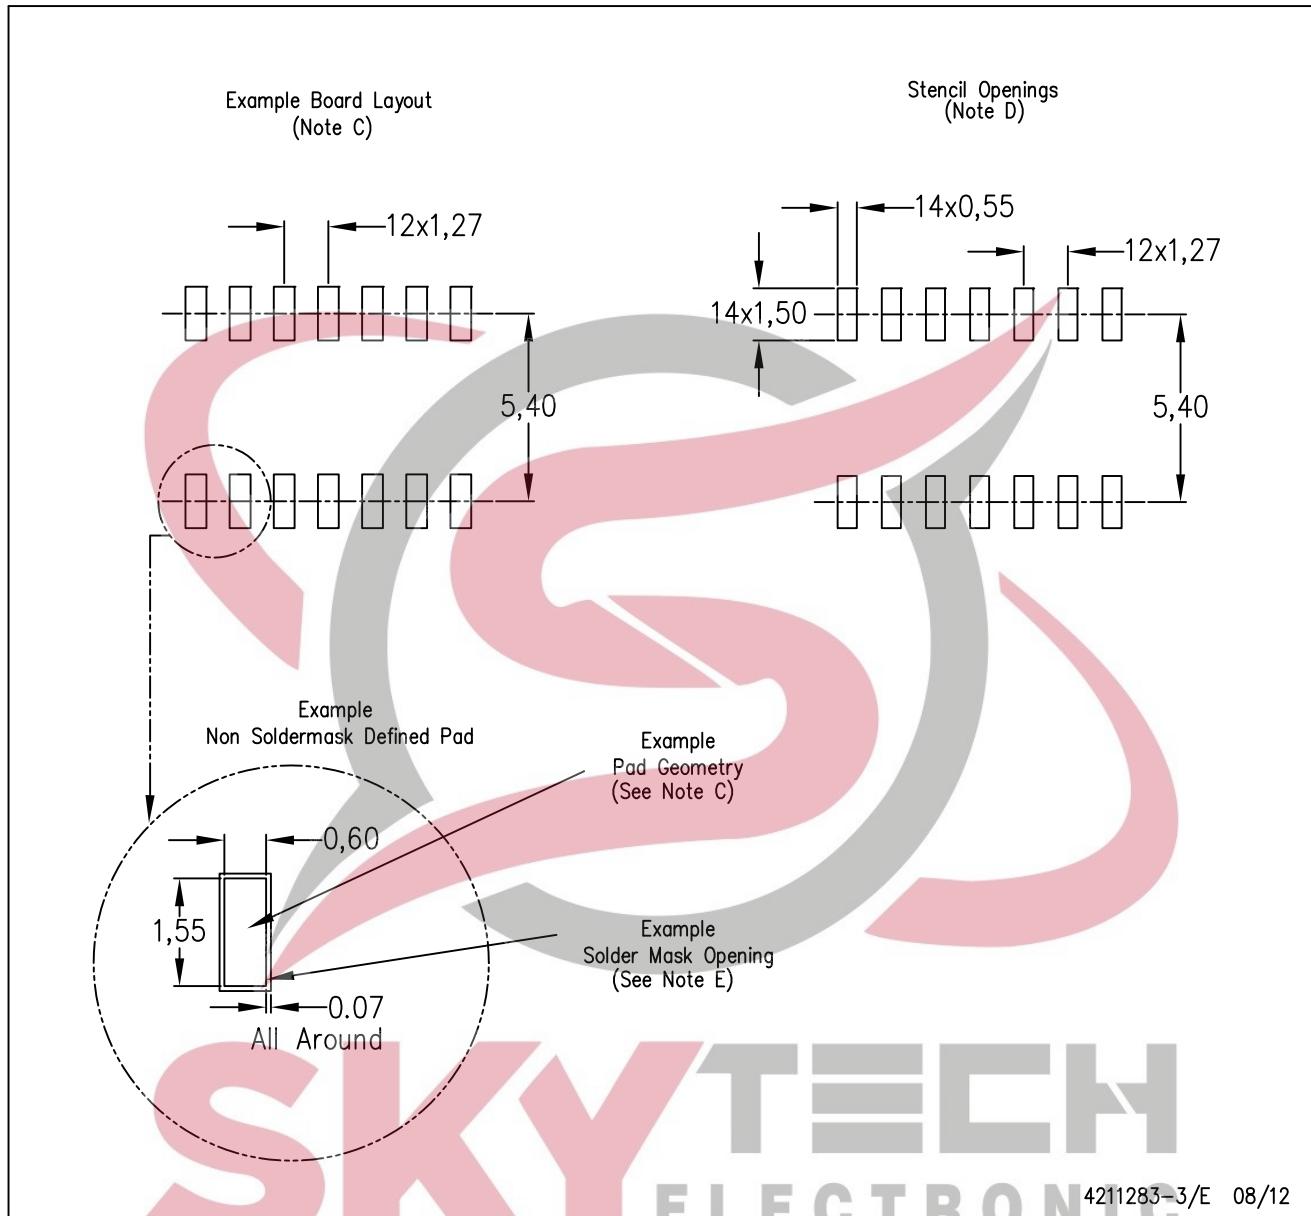 Example Board Layout
(Note C)
Stencil Openings
(Note D)
12x1,27
14x0,55
12x1,27
14x1,50
5,40
5,40
Example
Non Soldermask Defined Pad
Example
Pad Geometry
(See Note C)
0,60
1,55
Example
Solder Mask Opening
(See Note E)
0.07
All Around
SKYTECH
ELECTRONIC
4211283-3/E 08/12